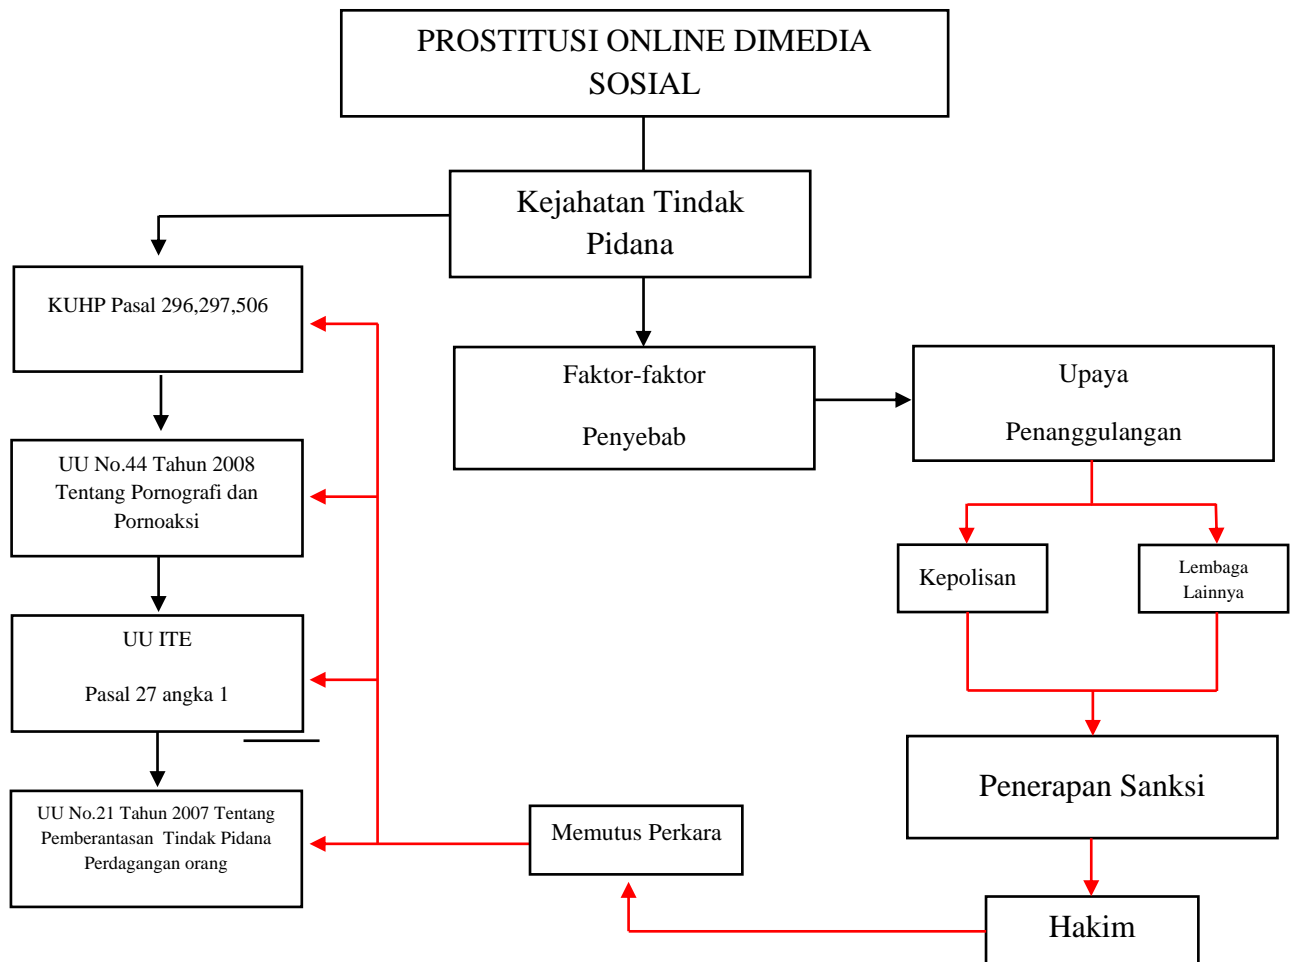 PROSTITUSI ONLINE DIMEDIA
SOSIAL
Kejahatan Tindak
Pidana
KUHP Pasal 296,297,506
Faktor-faktor
Penyebab
Upaya
Penanggulangan
UU No.44 Tahun 2008
Tentang Pornografi dan
Pornoaksi
Kepolisan
Lembaga
Lainnya
UU ITE
Pasal 27 angka 1
Penerapan Sanksi
UU No.21 Tahun 2007 Tentang
Pemberantasan Tindak Pidana
Perdagangan orang
Memutus Perkara
Hakim